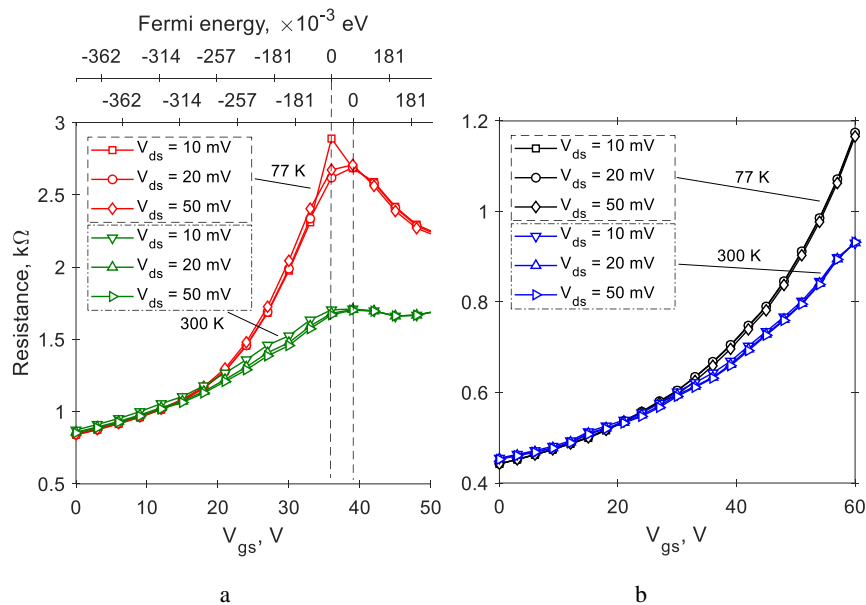 Fermi energy, ×10⁻³ eV
-362 -314 -257 -181 0 181
-362 -314 -257 -181 0 181
3
2.5
2
1.5
1
0.5
Resistance, kΩ
V_ds = 10 mV
V_ds = 20 mV
V_ds = 50 mV
V_ds = 10 mV
V_ds = 20 mV
V_ds = 50 mV
77 K
300 K
0 10 20 30 40 50
V_gs, V
a
1.2
1
0.8
0.6
0.4
V_ds = 10 mV
V_ds = 20 mV
V_ds = 50 mV
V_ds = 10 mV
V_ds = 20 mV
V_ds = 50 mV
77 K
300 K
0 20 40 60
V_gs, V
b